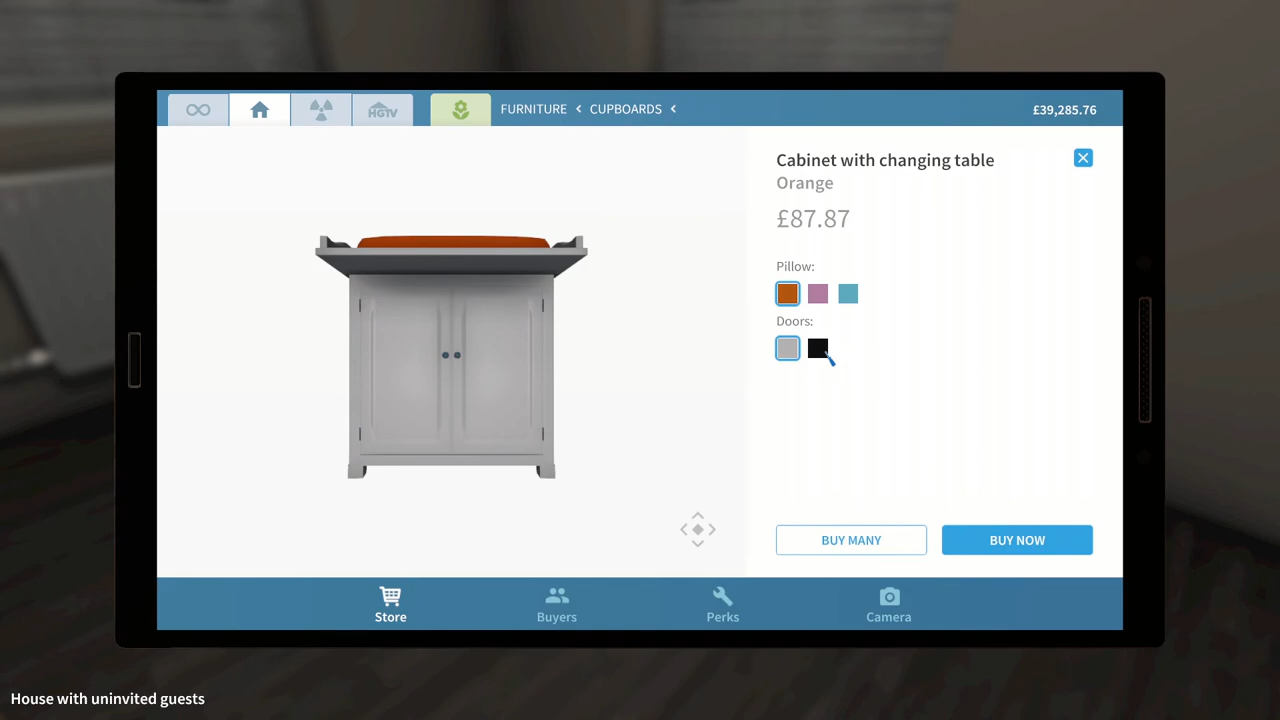 HGTV
FURNITURE < CUPBOARDS <
£39,285.76
Cabinet with changing table
Orange
£87.87
Pillow:
Doors:
BUY MANY
BUY NOW
Store
Buyers
Perks
Camera
House with uninvited guests